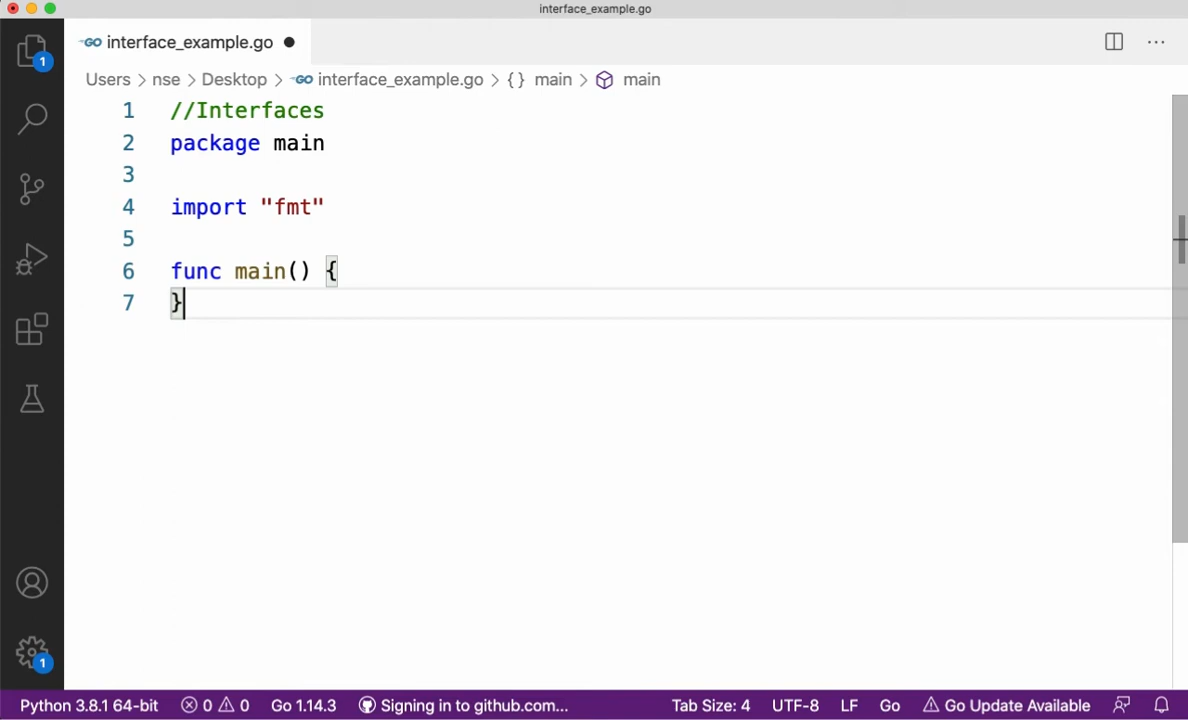 interface_example.go
GO interface_example.go
1
Users > nse > Desktop > GO interface_example.go > {} main > main
1 //Interfaces
2 package main
3
4 import "fmt"
5
6 func main() {
7 }
1
Python 3.8.1 64-bit 0 0 Go 1.14.3 Signing in to github.com... Tab Size: 4 UTF-8 LF Go Go Update Available